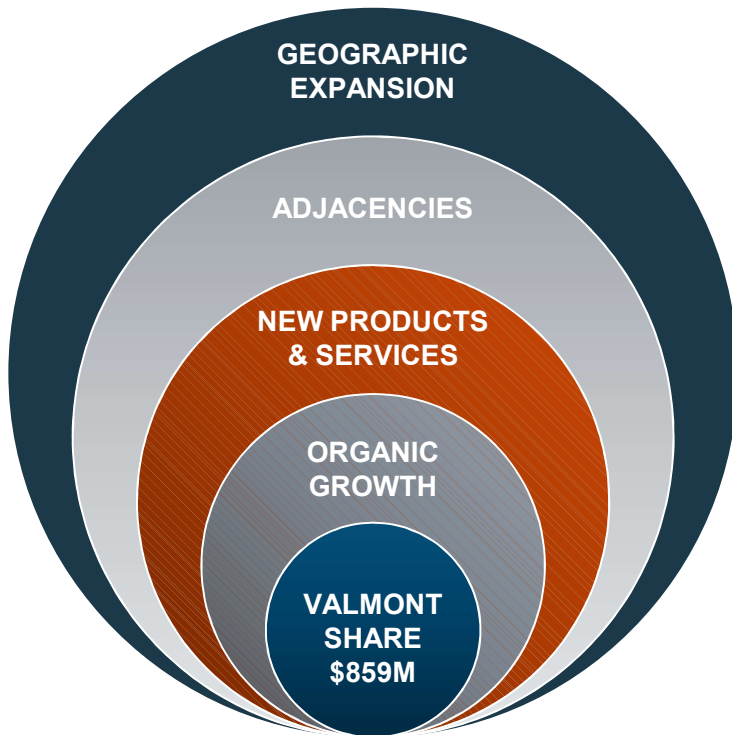 GEOGRAPHIC
EXPANSION
ADJACENCIES
NEW PRODUCTS
& SERVICES
ORGANIC
GROWTH
VALMONT
SHARE
$859M